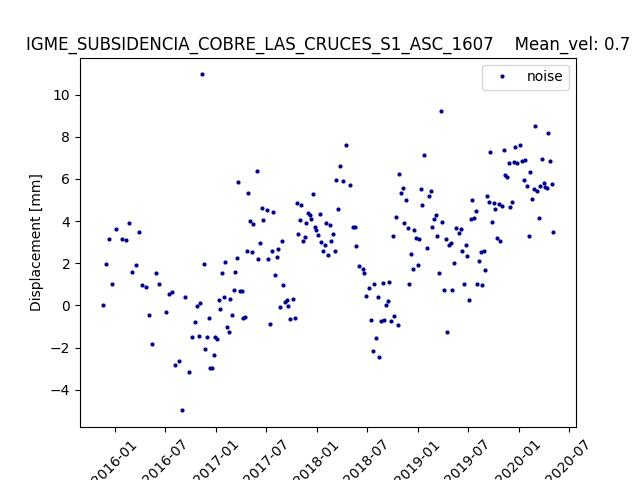 IGME_SUBSIDENCIA_COBRE_LAS_CRUCES_S1_ASC_1607 Mean_vel: 0.7
noise
Displacement [mm]
10
8
6
4
2
0
−2
−4
2016-01 2016-07 2017-01 2017-07 2018-01 2018-07 2019-01 2019-07 2020-01 2020-07